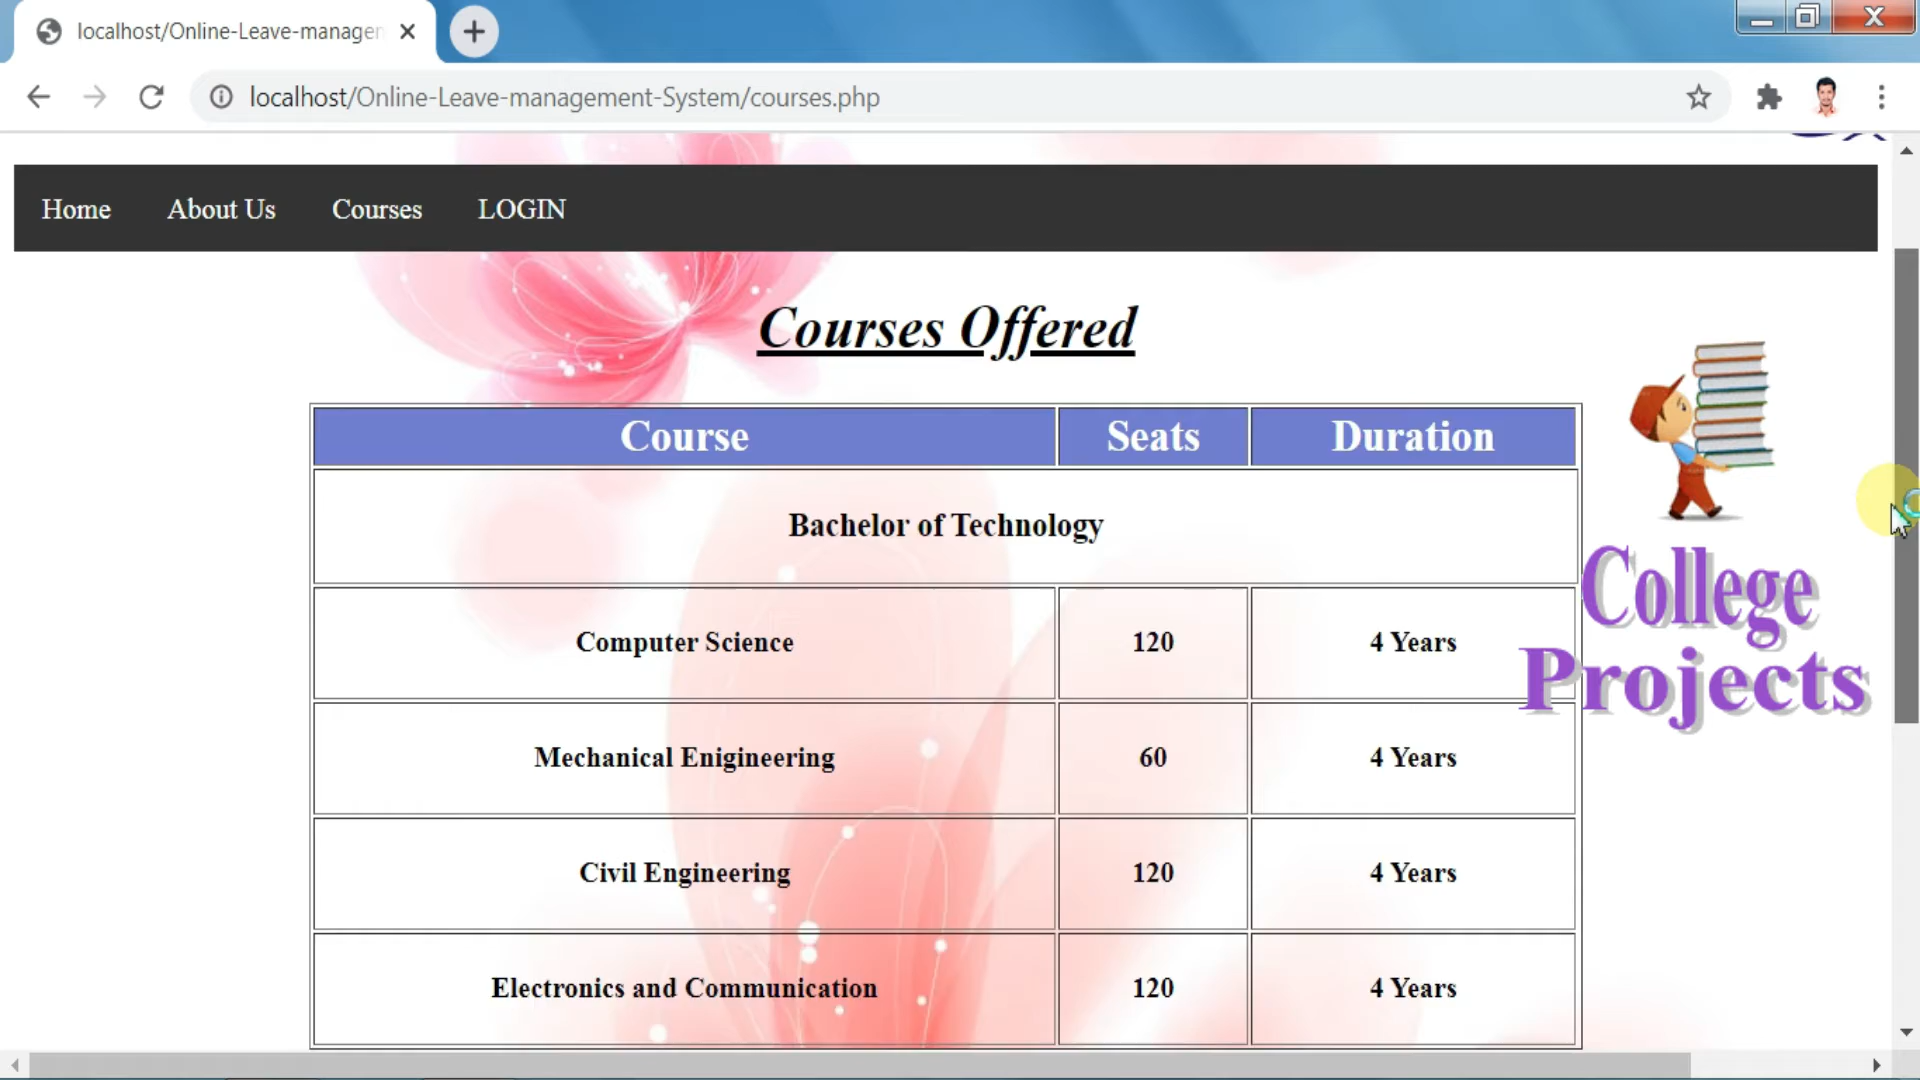 localhost/Online-Leave-manager
localhost/Online-Leave-management-System/courses.php
Home About Us Courses LOGIN
Courses Offered
Course Seats Duration
Bachelor of Technology
Computer Science 120 4 Years
Mechanical Enigineering 60 4 Years
Civil Engineering 120 4 Years
Electronics and Communication 120 4 Years
College
Projects